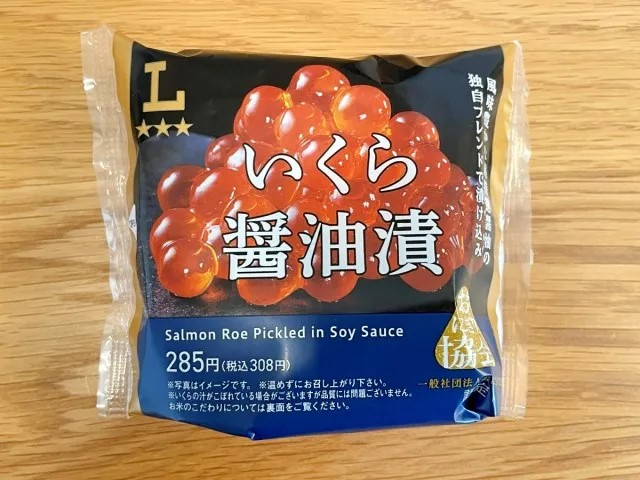 L
★★★
風味豊
独自ブレンドで漬け込み
いくら
醤油漬
Salmon Roe Pickled in Soy Sauce
285円(税込308円)
※写真はイメージです。 ※温めずにお召し上がり下さい。
※いくらの汁がこぼれている場合がございますが品質には問題ございません。
お米のこだわりについては裏面をご覧ください。
協会
一般社団法人